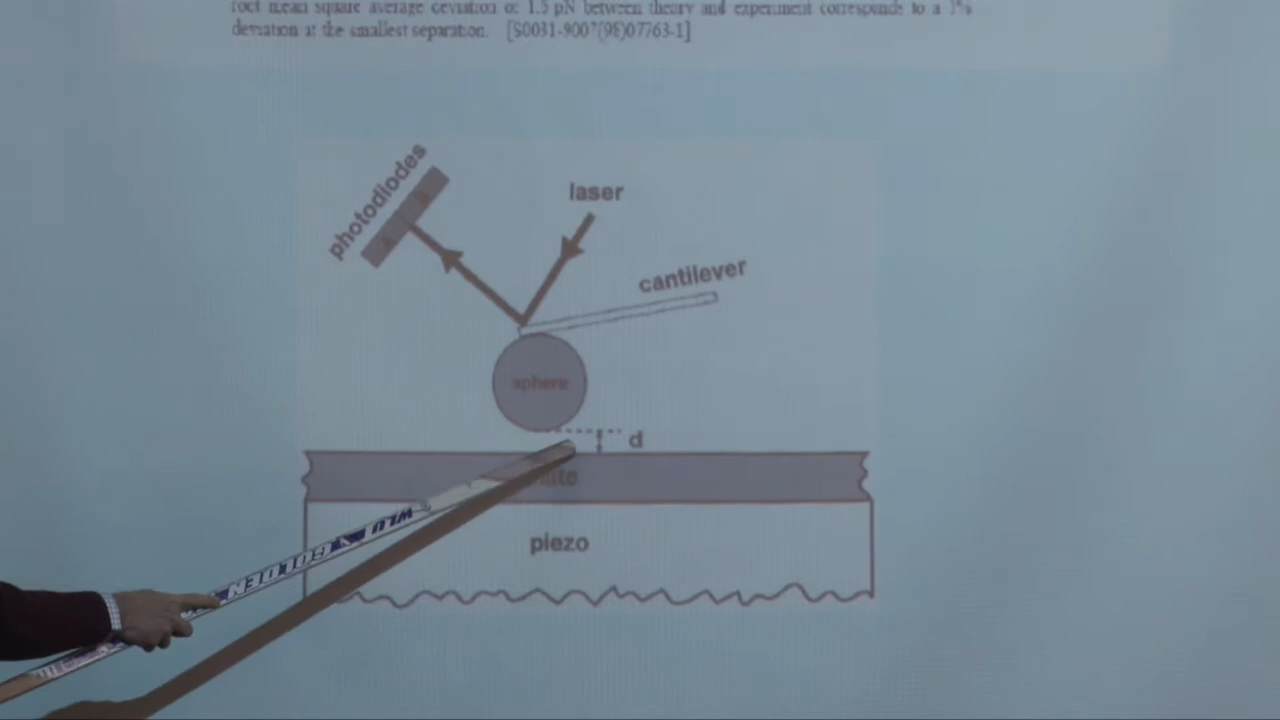 root mean square average deviation of 1.5 pN between theory and experiment corresponds to a 1%
deviation at the smallest separation. [S0031-9007(98)07763-1]
photodiodes
laser
cantilever
sphere
d
piezo
WLU GOLDEN